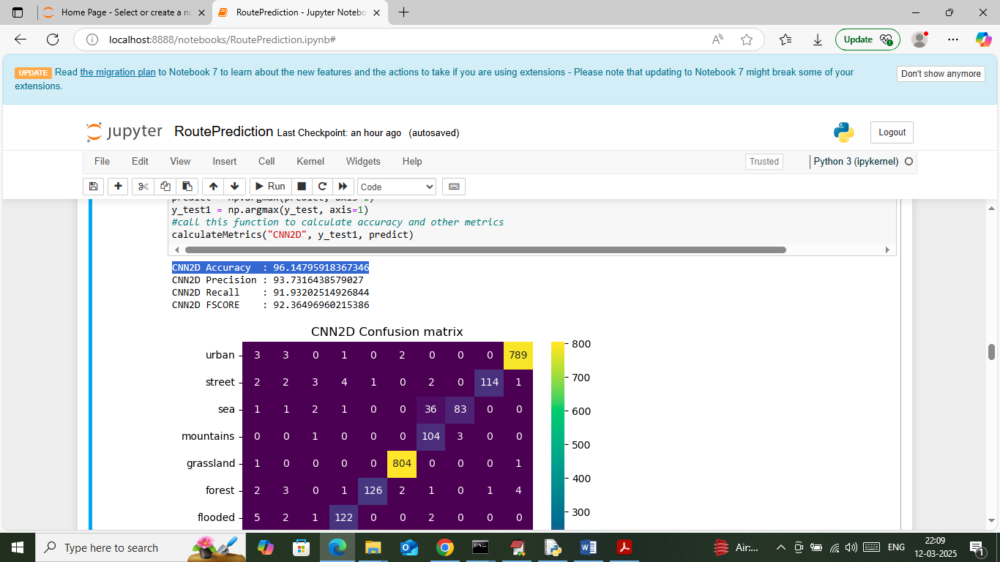 Home Page - Select or create a no
RoutePrediction - Jupyter Notebo
localhost:8888/notebooks/RoutePrediction.ipynb#
Update
UPDATE Read the migration plan to Notebook 7 to learn about the new features and the actions to take if you are using extensions - Please note that updating to Notebook 7 might break some of your
extensions.
Don't show anymore
jupyter RoutePrediction Last Checkpoint: an hour ago (autosaved)
Logout
File Edit View Insert Cell Kernel Widgets Help
Trusted Python 3 (ipykernel)
Run Code
predict = np.argmax(predict, axis=1)
y_test1 = np.argmax(y_test, axis=1)
#call this function to calculate accuracy and other metrics
calculateMetrics("CNN2D", y_test1, predict)
CNN2D Accuracy : 96.14795918367346
CNN2D Precision : 93.7316438579027
CNN2D Recall : 91.93202514926844
CNN2D FSCORE : 92.36496960215386
CNN2D Confusion matrix
urban 3 3 0 1 0 2 0 0 0 789
street 2 2 3 4 1 0 2 0 114 1
sea 1 1 2 1 0 0 36 83 0 0
mountains 0 0 1 0 0 0 104 3 0 0
grassland 1 0 0 0 0 804 0 0 0 1
forest 2 3 0 1 126 2 1 0 1 4
flooded 5 2 1 122 0 0 2 0 0 0
800
700
600
500
400
300
Type here to search
Air:...
ENG
22:09
12-03-2025
1